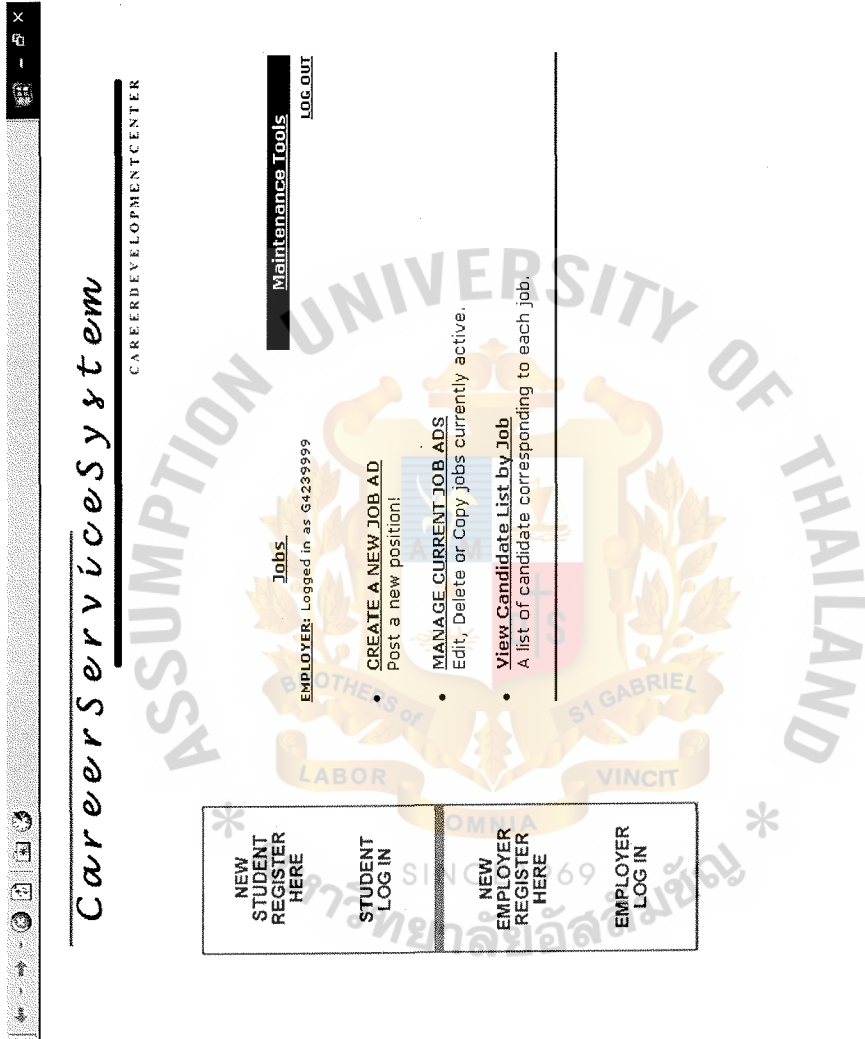 CareerServiceSystem
CAREERDEVELOPMENTCENTER
NEW
STUDENT
REGISTER
HERE
STUDENT
LOG IN
NEW
EMPLOYER
REGISTER
HERE
EMPLOYER
LOG IN
Jobs
Maintenance Tools
EMPLOYER: Logged in as G4239999
LOG OUT
CREATE A NEW JOB AD
Post a new position!
MANAGE CURRENT JOB ADS
Edit, Delete or Copy jobs currently active.
View Candidate List by Job
A list of candidate corresponding to each job.
ASSUMPTION UNIVERSITY OF THAILAND
BROTHERS of
ST GABRIEL
LABOR
OMNIA
VINCIT